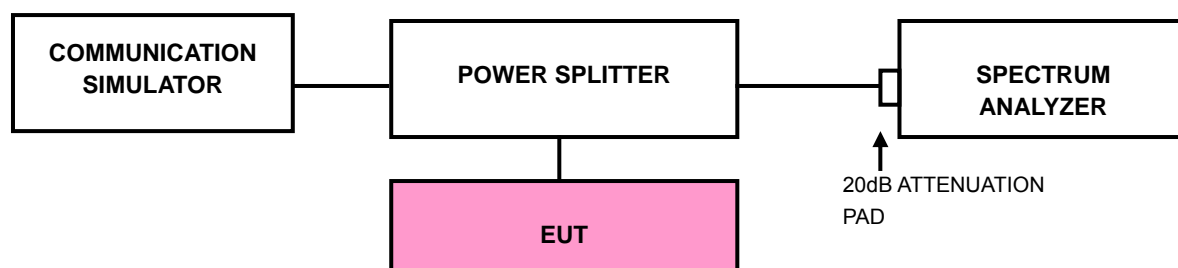 COMMUNICATION
SIMULATOR
POWER SPLITTER
SPECTRUM
ANALYZER
20dB ATTENUATION
PAD
EUT